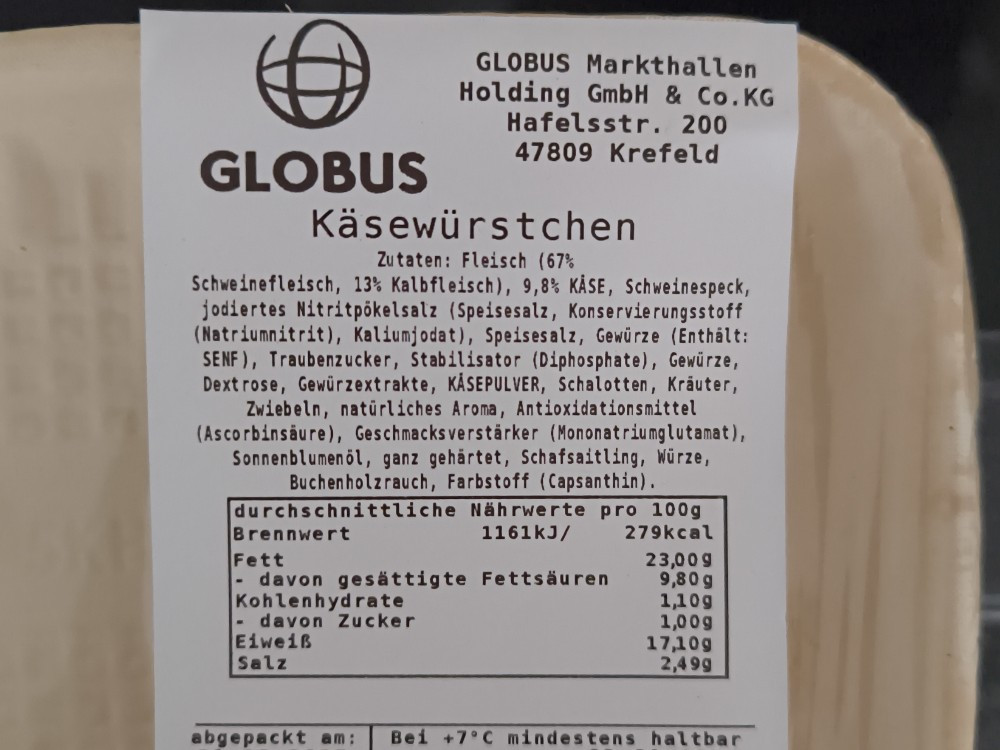 GLOBUS Markthallen
Holding GmbH & Co.KG
Hafelsstr. 200
47809 Krefeld
GLOBUS
Käsewürstchen
Zutaten: Fleisch (67%
Schweinefleisch, 13% Kalbfleisch), 9,8% KÄSE, Schweinespeck,
jodiertes Nitritpökelsalz (Speisesalz, Konservierungsstoff
(Natriumnitrit), Kaliumjodat), Speisesalz, Gewürze (Enthält:
SENF), Traubenzucker, Stabilisator (Diphosphate), Gewürze,
Dextrose, Gewürzextrakte, KÄSEPULVER, Schalotten, Kräuter,
Zwiebeln, natürliches Aroma, Antioxidationsmittel
(Ascorbinsäure), Geschmacksverstärker (Mononatriumglutamat),
Sonnenblumenöl, ganz gehärtet, Schafsaitling, Würze,
Buchenholzrauch, Farbstoff (Capsanthin).
durchschnittliche Nährwerte pro 100g
Brennwert 1161kJ/ 279kcal
Fett 23,00g
- davon gesättigte Fettsäuren 9,80g
Kohlenhydrate 1,10g
- davon Zucker 1,00g
Eiweiß 17,10g
Salz 2,49g
abgepackt am: Bei +7°C mindestens haltbar